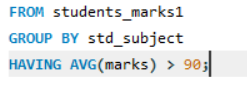 FROM students_marks1
GROUP BY std_subject
HAVING AVG(marks) > 90;